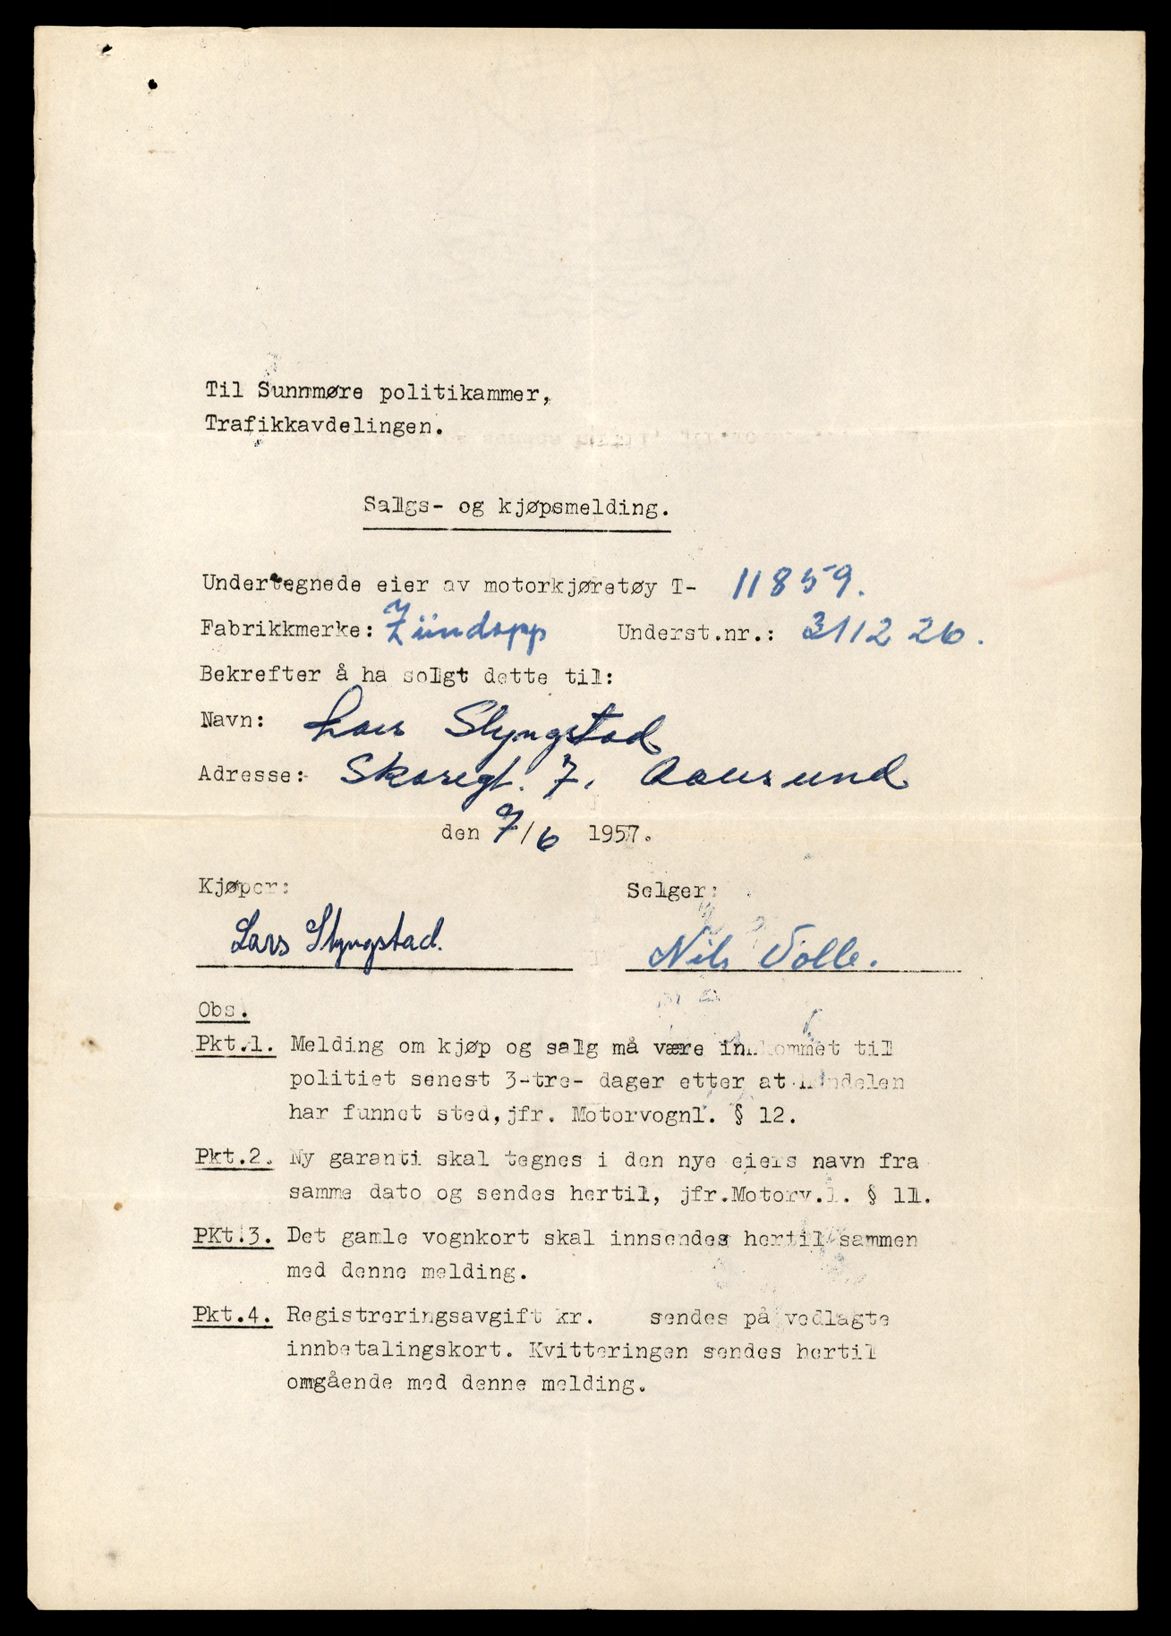 Til Sunnmøre politikammer,
Trafikkavdelingen.
Salgs- og kjøpsmelding.
Undertegnede eier av motorkjøretøy T- 11859.
Fabrikkmerke: Zündapp Underst.nr.: 311226.
Bekrefter å ha solgt dette til:
Navn: Lars Slyngstad
Adresse: Skaregt. 7. Aalesund
den 7/6 1957.
Kjøper: Selger:
Lars Slyngstad. Nils Valle.
Obs.
Pkt.1. Melding om kjøp og salg må være innkommet til
politiet senest 3-tre- dager etter at handelen
har funnet sted, jfr. Motorvognl. § 12.
Pkt.2. Ny garanti skal tegnes i den nye eiers navn fra
samme dato og sendes hertil, jfr.Motorv.l. § 11.
PKt.3. Det gamle vognkort skal innsendes hertil sammen
med denne melding.
Pkt.4. Registreringsavgift kr. sendes på vedlagte
innbetalingskort. Kvitteringen sendes hertil
omgående med denne melding.